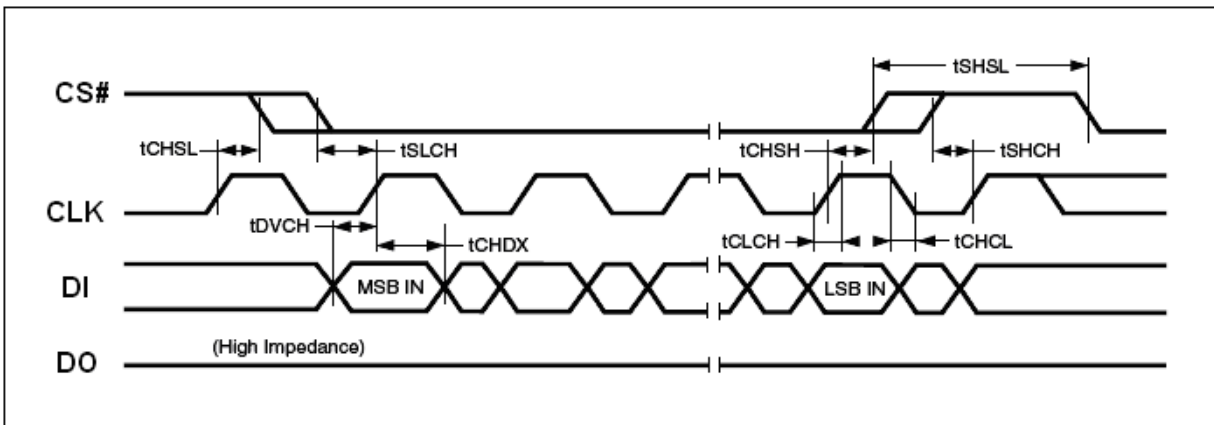 tSHSL
CS#
tCHSL
tSLCH
tCHSH
tSHCH
CLK
tDVCH
tCHDX
tCLCH
tCHCL
DI
MSB IN
LSB IN
(High Impedance)
DO